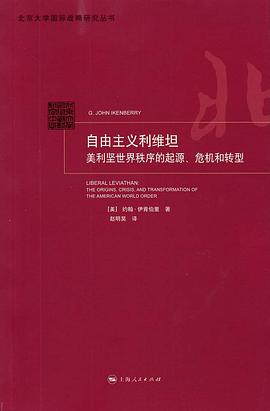 北京大学国际战略研究丛书
G. JOHN IKENBERRY
自由主义利维坦
美利坚世界秩序的起源、危机和转型
LIBERAL LEVIATHAN:
THE ORIGINS, CRISIS, AND TRANSFORMATION OF
THE AMERICAN WORLD ORDER
[美] 约翰·伊肯伯里 著
赵明昊 译
上海人民出版社